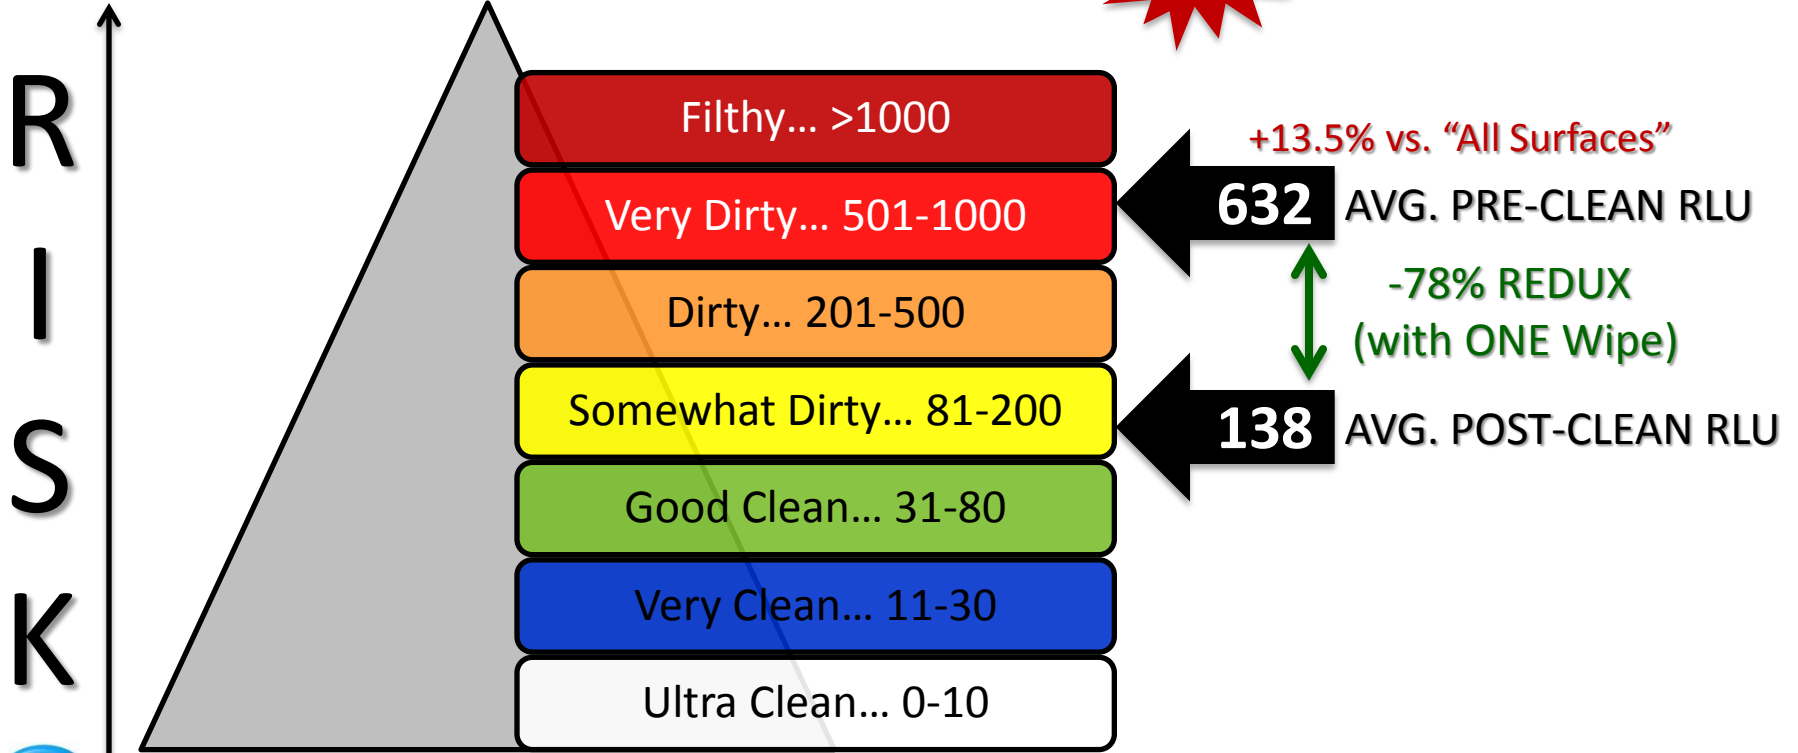 RISK
Filthy… >1000
Very Dirty… 501-1000
Dirty… 201-500
Somewhat Dirty… 81-200
Good Clean… 31-80
Very Clean… 11-30
Ultra Clean… 0-10
+13.5% vs. “All Surfaces”
632 AVG. PRE-CLEAN RLU
-78% REDUX
(with ONE Wipe)
138 AVG. POST-CLEAN RLU